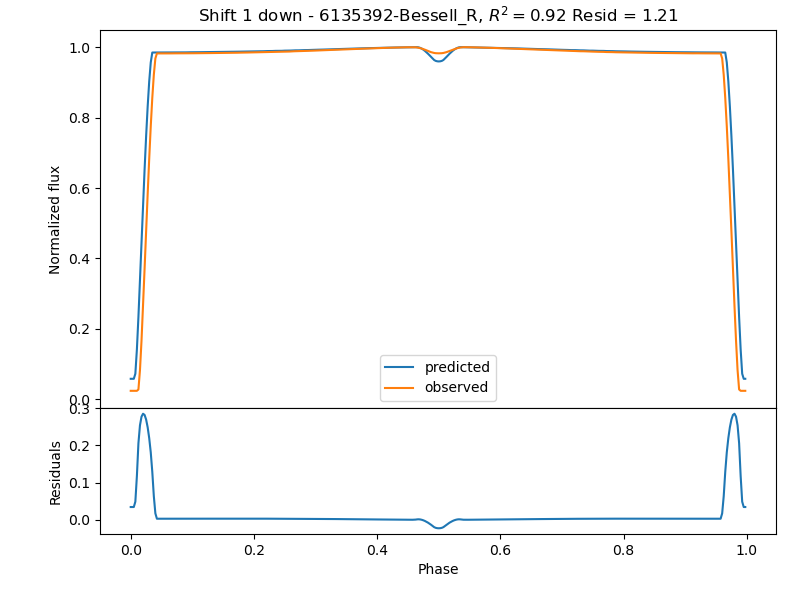 Shift 1 down - 6135392-Bessell_R, $R^2 = 0.92$ Resid = 1.21
Normalized flux
1.0
0.8
0.6
0.4
0.2
0.0
predicted
observed
Residuals
0.3
0.2
0.1
0.0
0.0 0.2 0.4 0.6 0.8 1.0
Phase